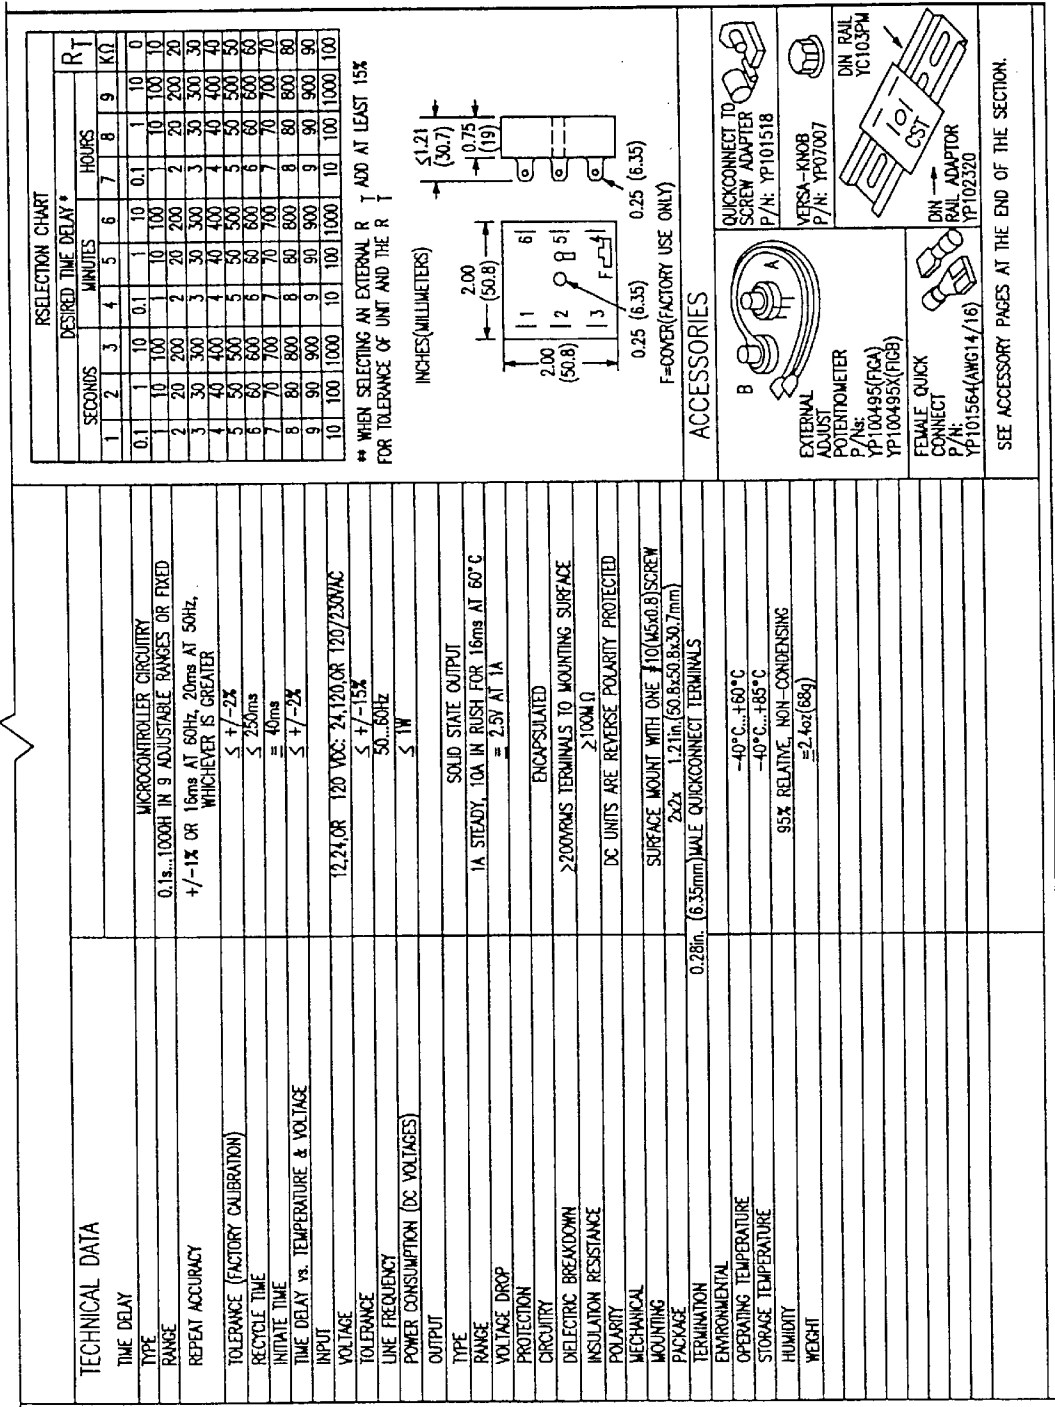 TECHNICAL DATA
TIME DELAY
TYPE MICROCONTROLLER CIRCUITRY
RANGE 0.1s...1000H IN 9 ADJUSTABLE RANGES OR FIXED
REPEAT ACCURACY +/-1% OR 16ms AT 60Hz, 20ms AT 50Hz,
WHICHEVER IS GREATER
TOLERANCE (FACTORY CALIBRATION) ≤ +/-2%
RECYCLE TIME ≤ 250ms
INITIATE TIME = 40ms
TIME DELAY vs. TEMPERATURE & VOLTAGE ≤ +/-2%
INPUT
VOLTAGE 12,24,OR 120 VDC: 24,120,OR 120/230VAC
TOLERANCE ≤ +/-15%
LINE FREQUENCY 50...60Hz
POWER CONSUMPTION (DC VOLTAGES) ≤ 1W
OUTPUT
TYPE SOLID STATE OUTPUT
RANGE 1A STEADY, 10A IN RUSH FOR 16ms AT 60°C
VOLTAGE DROP = 2.5V AT 1A
PROTECTION
CIRCUITRY ENCAPSULATED
DIELECTRIC BREAKDOWN ≥200VRMS TERMINALS TO MOUNTING SURFACE
INSULATION RESISTANCE ≥100MΩ
POLARITY DC UNITS ARE REVERSE POLARITY PROTECTED
MECHANICAL
MOUNTING SURFACE MOUNT WITH ONE #10(M5x0.8)SCREW
PACKAGE 2x2x 1.21in.(50.8x50.8x30.7mm)
TERMINATION 0.28in. (6.35mm)MALE QUICKCONNECT TERMINALS
ENVIRONMENTAL
OPERATING TEMPERATURE -40°C...+60°C
STORAGE TEMPERATURE -40°C...+85°C
HUMIDITY 95% RELATIVE, NON-CONDENSING
WEIGHT =2.4oz(68g)
RSELECTION CHART
DESIRED TIME DELAY * RT
SECONDS MINUTES HOURS
1 2 3 4 5 6 7 8 9 KΩ
0.1 1 10 0.1 1 10 0.1 1 10 0
1 10 100 1 10 100 1 10 100 10
2 20 200 2 20 200 2 20 200 20
3 30 300 3 30 300 3 30 300 30
4 40 400 4 40 400 4 40 400 40
5 50 500 5 50 500 5 50 500 50
6 60 600 6 60 600 6 60 600 60
7 70 700 7 70 700 7 70 700 70
8 80 800 8 80 800 8 80 800 80
9 90 900 9 90 900 9 90 900 90
10 100 1000 10 100 1000 10 100 1000 100
** WHEN SELECTING AN EXTERNAL R T ADD AT LEAST 15%
FOR TOLERANCE OF UNIT AND THE R T
INCHES(MILLIMETERS)
2.00
(50.8)
2.00
(50.8)
1 2 3
6 5 4
F
0.25 (6.35)
≤1.21
(30.7)
0.75
(19)
0.25 (6.35)
F=COVER(FACTORY USE ONLY)
ACCESSORIES
B A
EXTERNAL
ADJUST
POTENTIOMETER
P/Ns:
YP100495(FIGA)
YP100495X(FIGB)
QUICKCONNECT TO
SCREW ADAPTER
P/N: YP101518
VERSA-KNOB
P/N: YP07007
FEMALE QUICK
CONNECT
P/N:
YP101564(AWG14/16)
DIN RAIL
YC103PM
CST
DIN
RAIL ADAPTOR
YP102320
SEE ACCESSORY PAGES AT THE END OF THE SECTION.